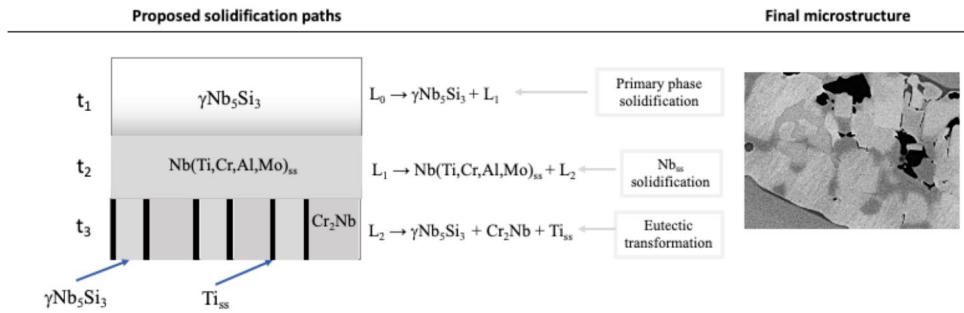 Proposed solidification paths
Final microstructure
t₁
γNb₅Si₃
L₀ → γNb₅Si₃ + L₁
Primary phase
solidification
t₂
Nb(Ti,Cr,Al,Mo)ₛₛ
L₁ → Nb(Ti,Cr,Al,Mo)ₛₛ + L₂
Nbₛₛ
solidification
t₃
Cr₂Nb
L₂ → γNb₅Si₃ + Cr₂Nb + Tiₛₛ
Eutectic
transformation
γNb₅Si₃
Tiₛₛ